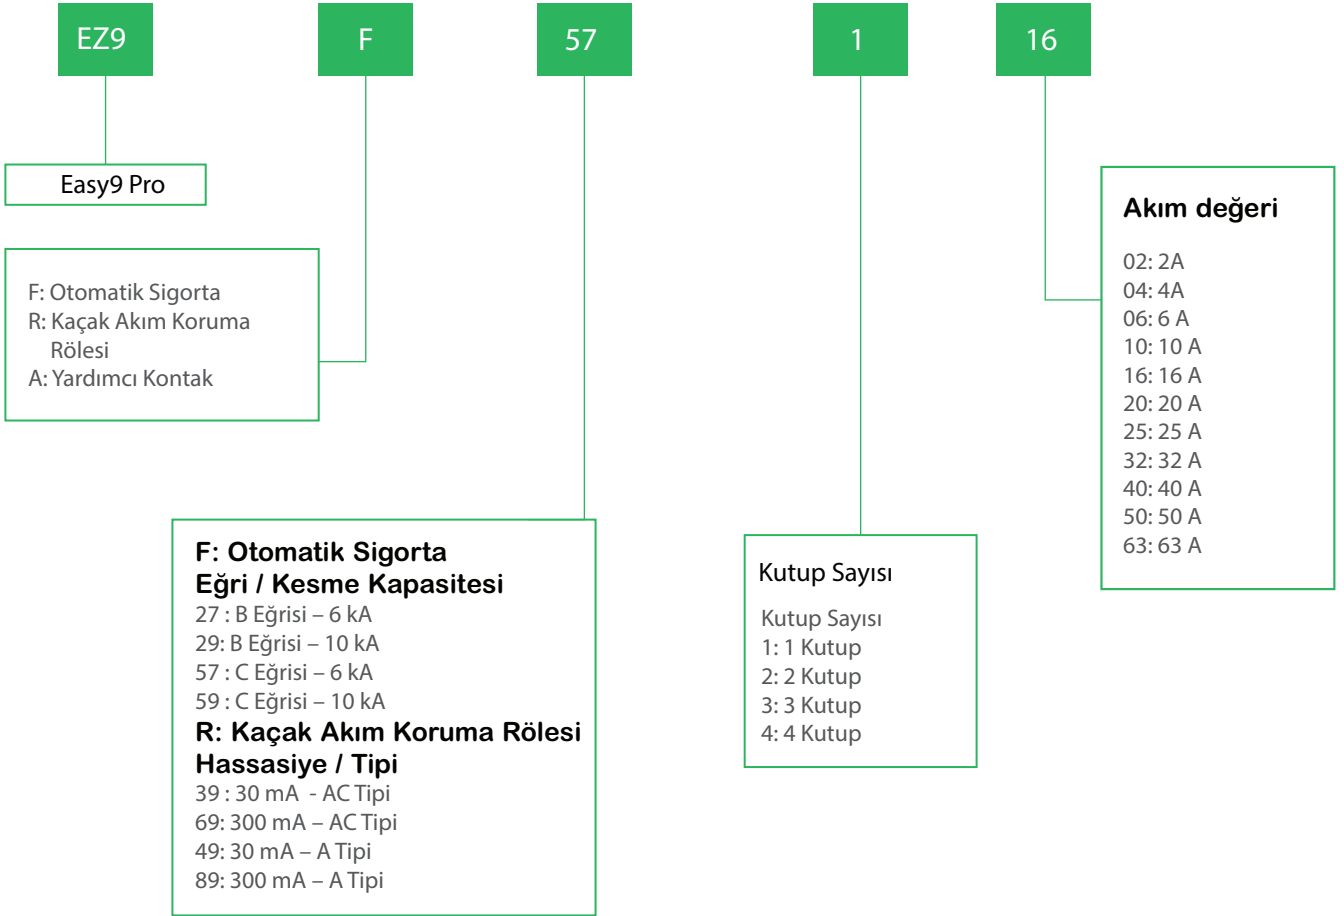 EZ9
F
57
1
16
Easy9 Pro
F: Otomatik Sigorta
R: Kaçak Akım Koruma
Rölesi
A: Yardımcı Kontak
F: Otomatik Sigorta
Eğri / Kesme Kapasitesi
27 : B Eğrisi – 6 kA
29: B Eğrisi – 10 kA
57 : C Eğrisi – 6 kA
59 : C Eğrisi – 10 kA
R: Kaçak Akım Koruma Rölesi
Hassasiye / Tipi
39 : 30 mA - AC Tipi
69: 300 mA – AC Tipi
49: 30 mA – A Tipi
89: 300 mA – A Tipi
Kutup Sayısı
Kutup Sayısı
1: 1 Kutup
2: 2 Kutup
3: 3 Kutup
4: 4 Kutup
Akım değeri
02: 2A
04: 4A
06: 6 A
10: 10 A
16: 16 A
20: 20 A
25: 25 A
32: 32 A
40: 40 A
50: 50 A
63: 63 A